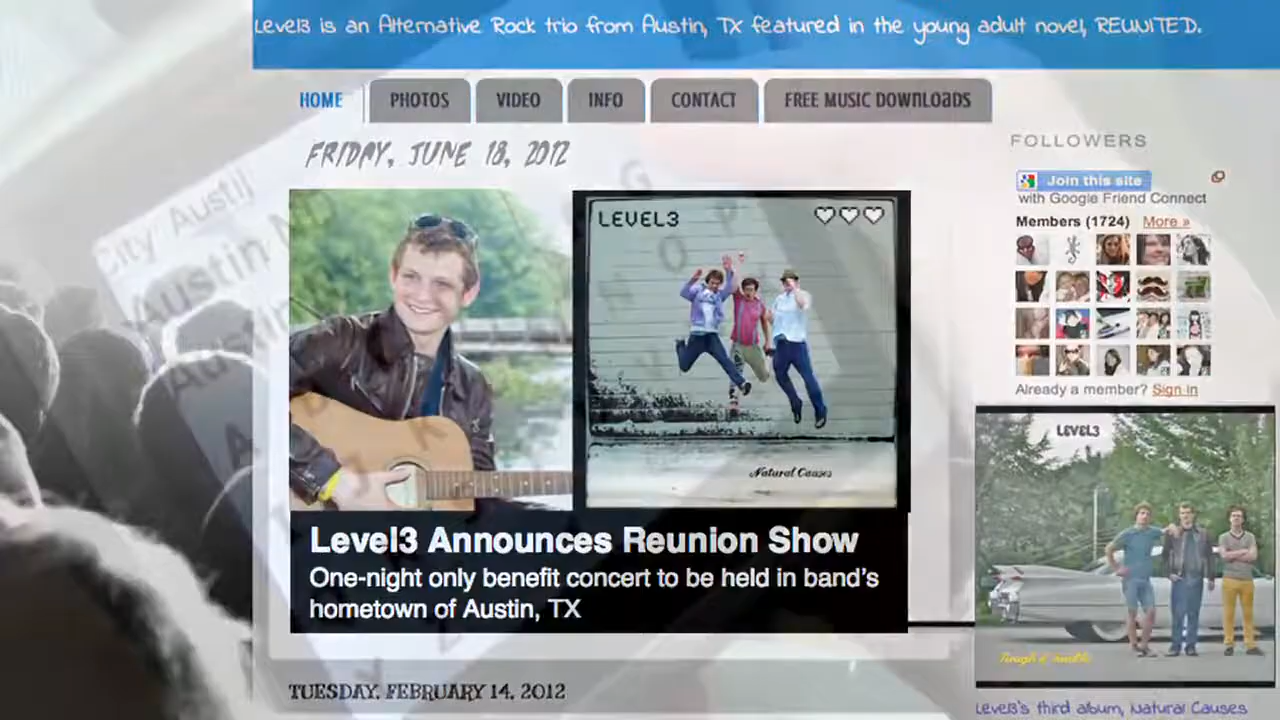 Level3 is an Alternative Rock trio from Austin, TX featured in the young adult novel, REUNITED.
HOME
PHOTOS
VIDEO
INFO
CONTACT
FREE MUSIC DOWNLOADS
FRIDAY, JUNE 18, 2012
FOLLOWERS
Join this site
with Google Friend Connect
Members (1724) More »
Already a member? Sign in
LEVEL3
Natural Causes
Level3 Announces Reunion Show
One-night only benefit concert to be held in band's
hometown of Austin, TX
LEVEL3
TUESDAY, FEBRUARY 14, 2012
Level3's third album, Natural Causes
City Austin
Austin